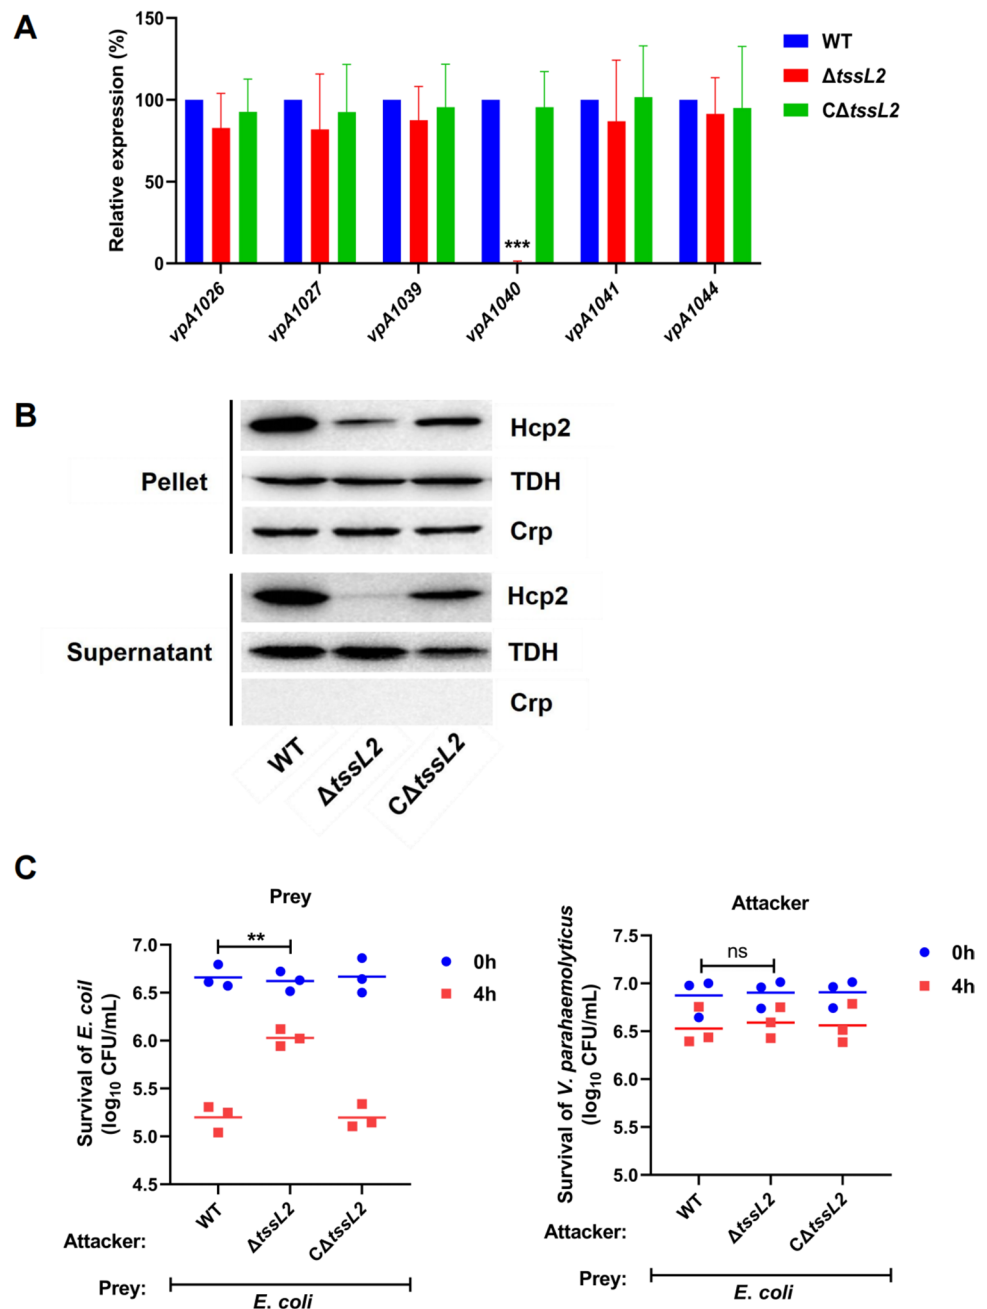 A
Relative expression (%)
150
100
50
0
WT
ΔtssL2
CΔtssL2
***
vpA1026
vpA1027
vpA1039
vpA1040
vpA1041
vpA1044
B
Pellet
Hcp2
TDH
Crp
Supernatant
Hcp2
TDH
Crp
WT
ΔtssL2
CΔtssL2
C
Prey
Survival of E. coli
(log10 CFU/mL)
7.0
6.5
6.0
5.5
5.0
4.5
**
0h
4h
WT
ΔtssL2
CΔtssL2
Attacker:
Prey:
E. coli
Attacker
Survival of V. parahaemolyticus
(log10 CFU/mL)
7.5
7.0
6.5
6.0
5.5
5.0
ns
0h
4h
WT
ΔtssL2
CΔtssL2
Attacker:
Prey:
E. coli